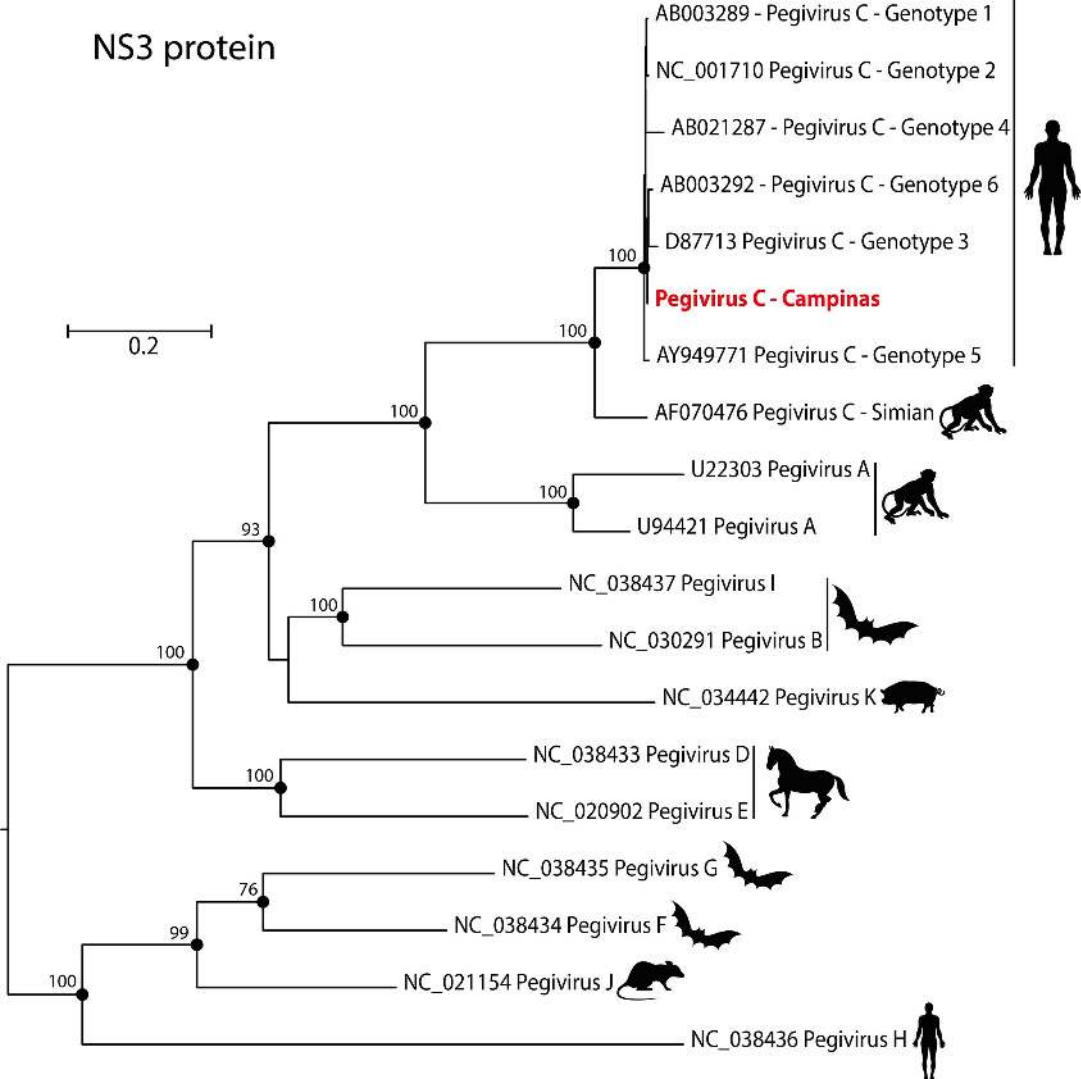 AB003289 - Pegivirus C - Genotype 1
NS3 protein
NC_001710 Pegivirus C - Genotype 2
AB021287 - Pegivirus C - Genotype 4
AB003292 - Pegivirus C - Genotype 6
D87713 Pegivirus C - Genotype 3
100
Pegivirus C - Campinas
100
0.2
AY949771 Pegivirus C - Genotype 5
100
AF070476 Pegivirus C - Simian
U22303 Pegivirus A
100
U94421 Pegivirus A
93
NC_038437 Pegivirus I
100
NC_030291 Pegivirus B
100
NC_034442 Pegivirus K
NC_038433 Pegivirus D
100
NC_020902 Pegivirus E
NC_038435 Pegivirus G
76
NC_038434 Pegivirus F
99
NC_021154 Pegivirus J
100
NC_038436 Pegivirus H